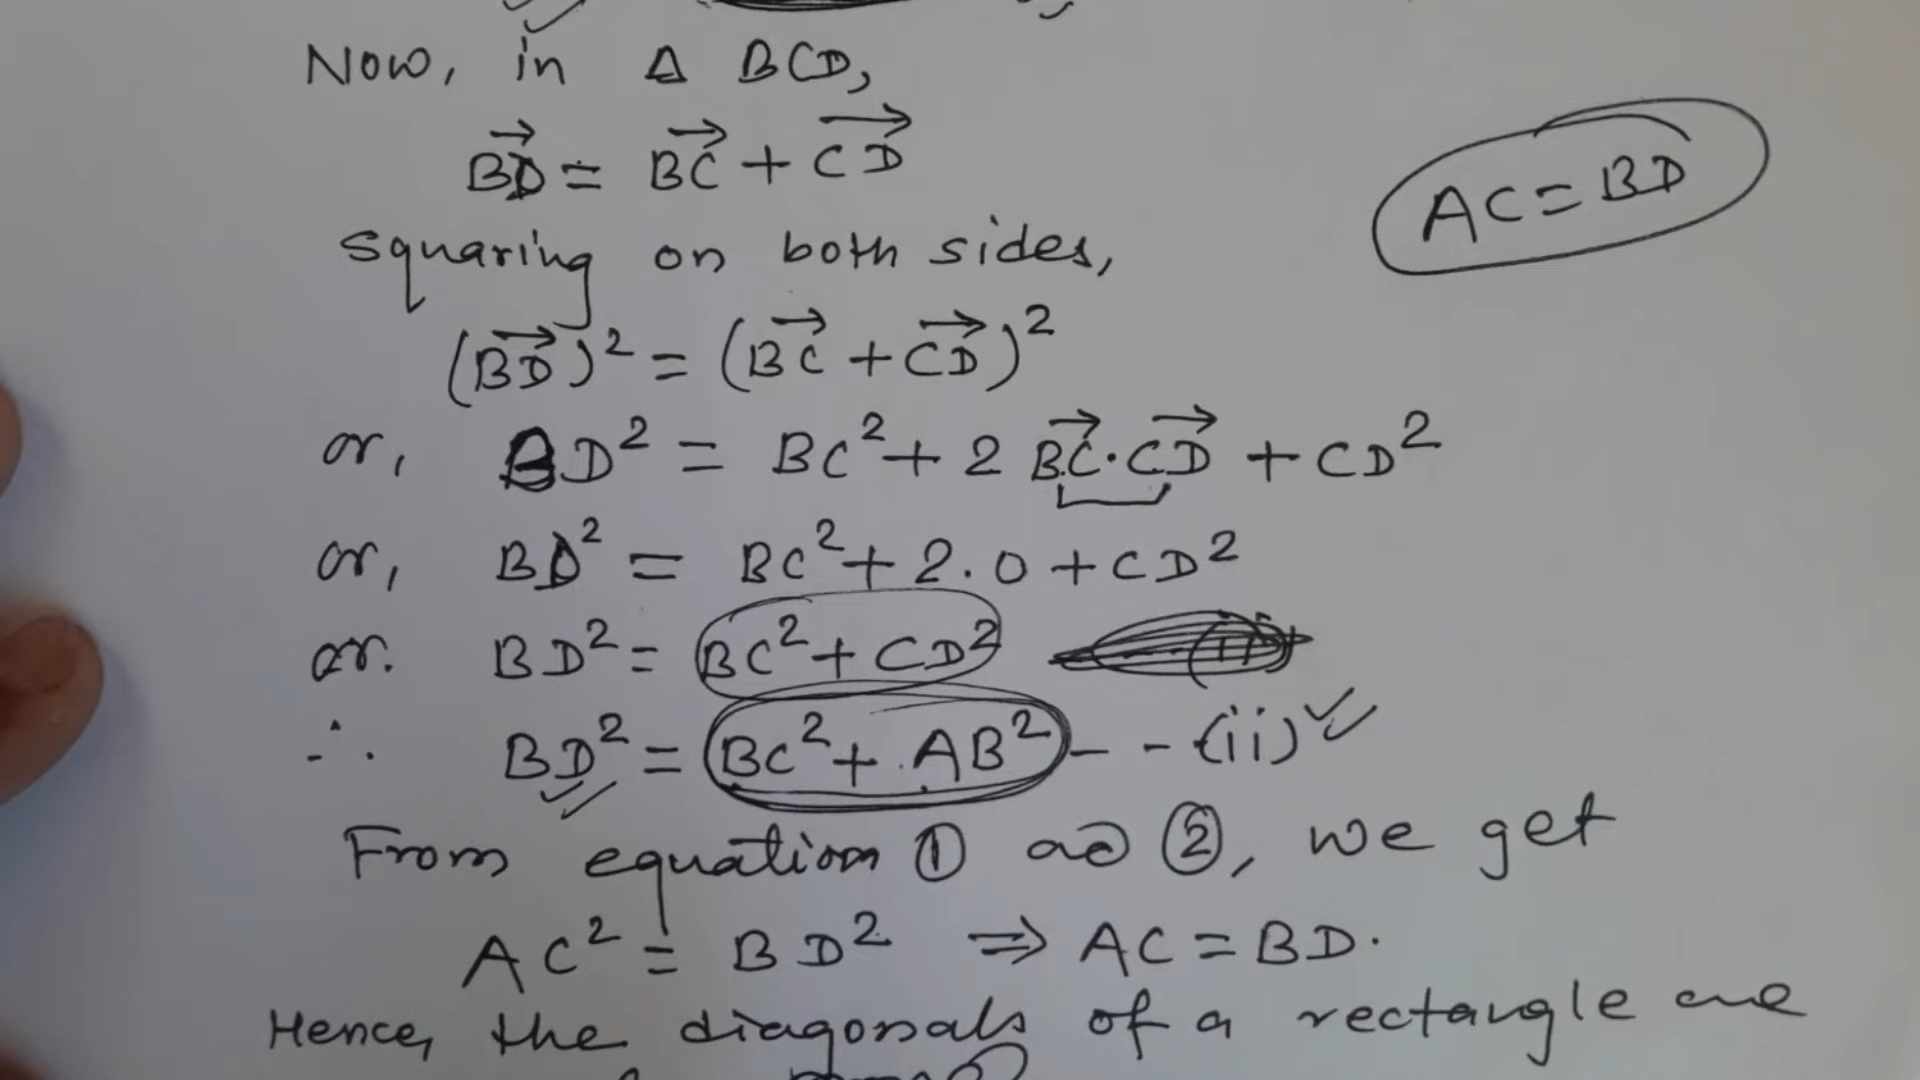 Now, in Δ BCD,
AC = BD
→BD = →BC + →CD
squaring on both sides,
(→BD)² = (→BC + →CD)²
or, BD² = BC² + 2 →BC · →CD + CD²
or, BD² = BC² + 2.0 + CD²
or. BD² = BC² + CD²
∴ BD² = BC² + AB² - - (ii)
From equation ① ②, we get
AC² = BD² ⇒ AC = BD.
Hence, the diagonals of a rectangle are